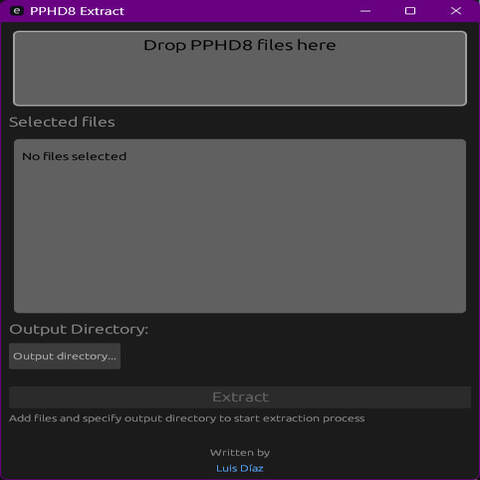 e PPHD8 Extract
Drop PPHD8 files here
Selected files
No files selected
Output Directory:
Output directory...
Extract
Add files and specify output directory to start extraction process
Written by
Luis Díaz